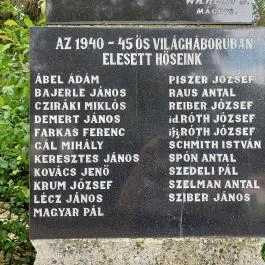 WILHELM J.
MÁGOCS.
AZ 1940-45 ÖS VILÁGHÁBORÚBAN
ELESETT HŐSEINK
ÁBEL ÁDÁM
BAJERLE JÁNOS
CZIRÁKI MIKLÓS
DEMERT JÁNOS
FARKAS FERENC
GÁL MIHÁLY
KERESZTES JÁNOS
KOVÁCS JENŐ
KRUM JÓZSEF
LÉCZ JÁNOS
MAGYAR PÁL
PISZER JÓZSEF
RAUS ANTAL
REIBER JÓZSEF
id.RÓTH JÓZSEF
ifj.RÓTH JÓZSEF
SCHMITH ISTVÁN
SPÓN ANTAL
SZEDELI PÁL
SZELMAN ANTAL
SZIBER JÁNOS